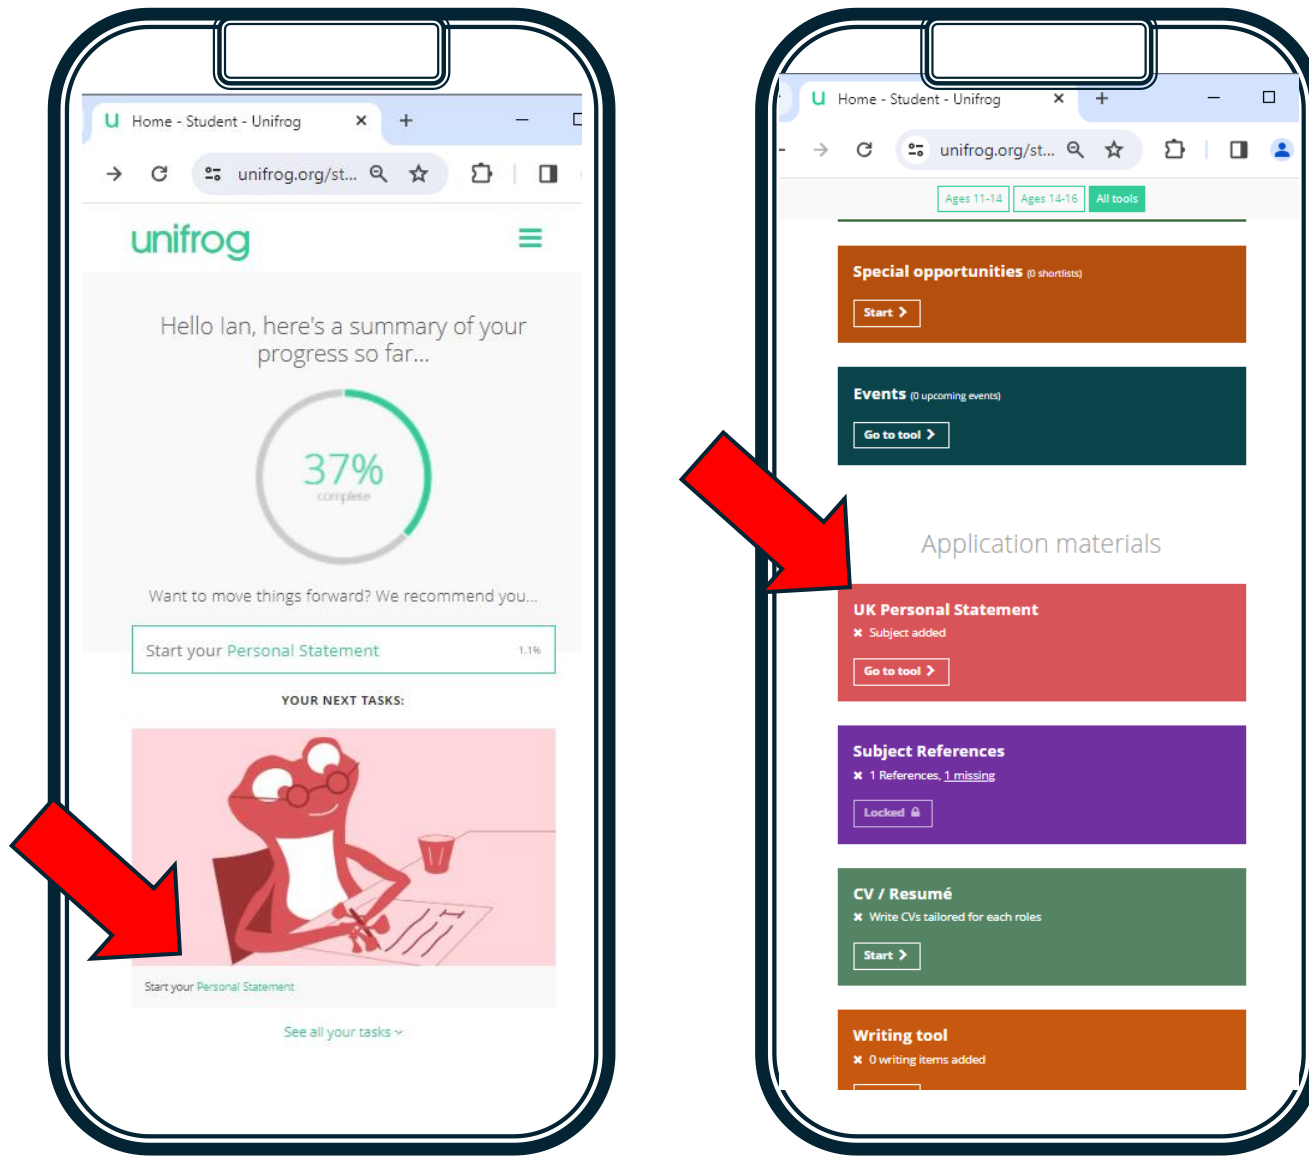 Home - Student - Unifrog
unifrog.org/st...
unifrog
Hello Ian, here's a summary of your
progress so far...
37%
complete
Want to move things forward? We recommend you...
Start your Personal Statement 1.1%
YOUR NEXT TASKS:
Start your Personal Statement
See all your tasks
Home - Student - Unifrog
unifrog.org/st...
Ages 11-14 Ages 14-16 All tools
Special opportunities (0 shortlists)
Start
Events (0 upcoming events)
Go to tool
Application materials
UK Personal Statement
Subject added
Go to tool
Subject References
1 References, 1 missing
Locked
CV / Resumé
Write CVs tailored for each roles
Start
Writing tool
0 writing items added